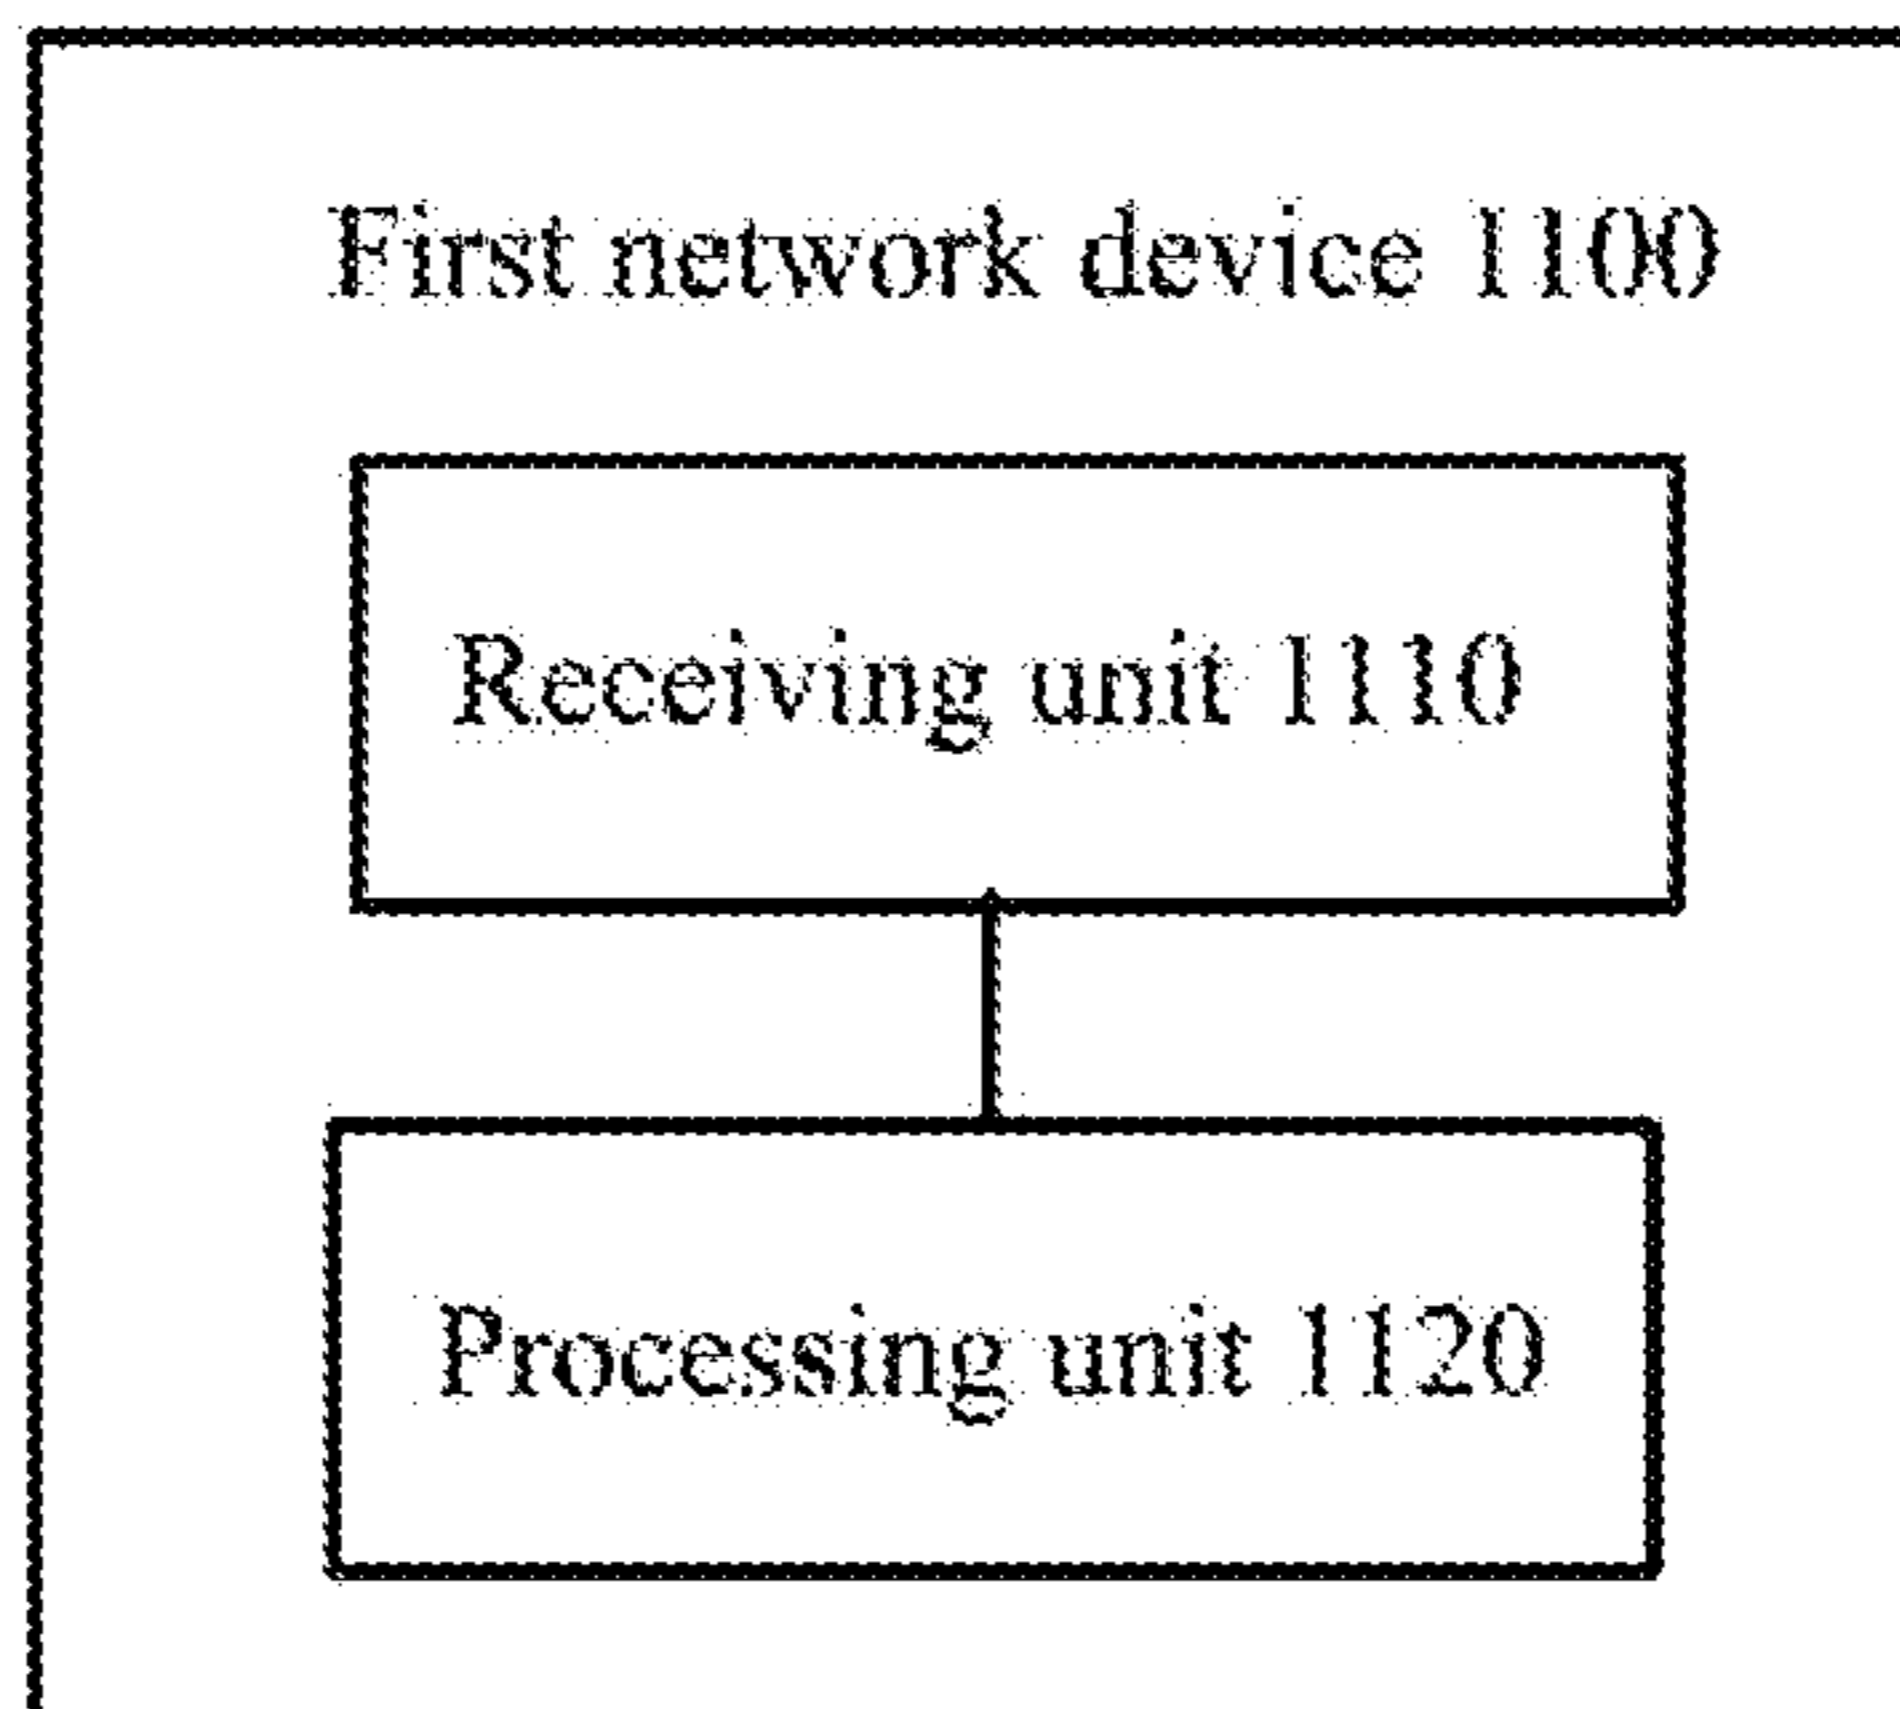 First network device 1100
Receiving unit 1110
Processing unit 1120